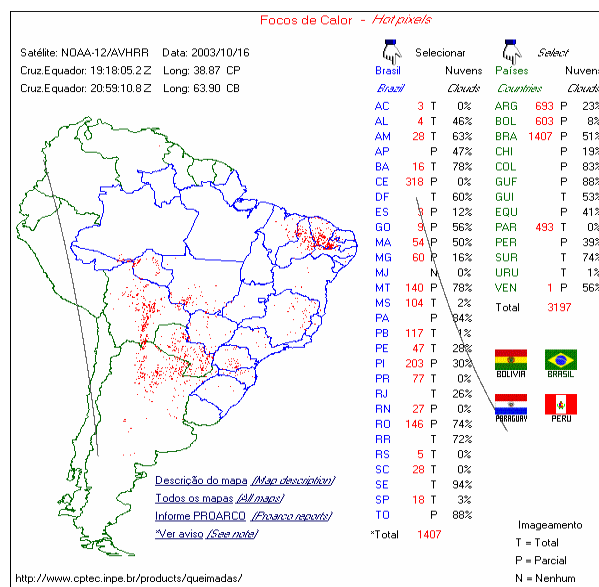 Focos de Calor - Hot pixels
Satélite: NOAA-12/AVHRR Data: 2003/10/16
Cruz.Equador: 19:18:05.2 Z Long: 38.87 CP
Cruz.Equador: 20:59:10.8 Z Long: 63.90 CB
Selecionar
Brasil Nuvens
Brazil Clouds
AC 3 T 0%
AL 4 T 46%
AM 28 T 63%
AP P 47%
BA 16 T 78%
CE 318 P 0%
DF T 60%
ES 3 P 12%
GO 9 P 56%
MA 54 P 50%
MG 60 P 16%
MJ N 0%
MT 140 P 78%
MS 104 T 2%
PA P 84%
PB 117 T 1%
PE 47 T 28%
PI 203 P 30%
PR 77 T 0%
RJ T 26%
RN 27 P 0%
RO 146 P 74%
RR T 72%
RS 5 T 0%
SC 28 T 0%
SE T 94%
SP 18 T 3%
TO P 88%
*Total 1407
Select
Países Nuvens
Countries Clouds
ARG 693 P 23%
BOL 603 P 8%
BRA 1407 P 51%
CHI P 19%
COL P 83%
GUF P 88%
GUI T 53%
EQU P 41%
PAR 493 T 0%
PER P 39%
SUR T 74%
URU T 1%
VEN 1 P 56%
Total 3197
BOLIVIA BRASIL
PARAGUAY PERU
Descrição do mapa (Map description)
Todos os mapas (All maps)
Informe PROARCO (Proarco reports)
*Ver aviso (See note)
Imageamento
T = Total
P = Parcial
N = Nenhum
http://www.cptec.inpe.br/products/queimadas/